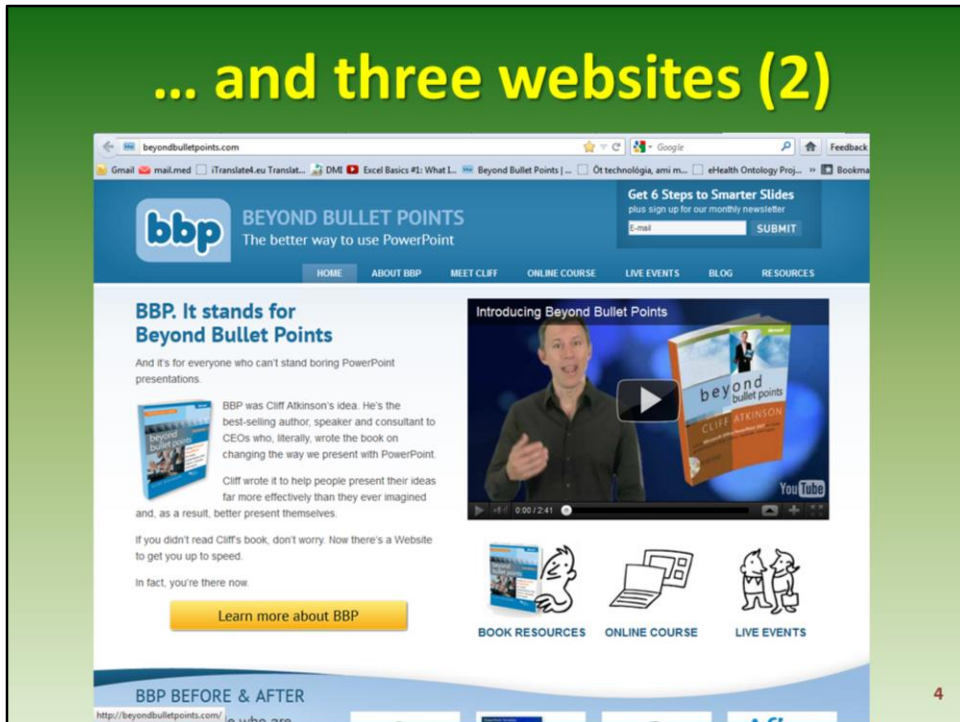 ... and three websites (2)
beyondbulletpoints.com
Google
Feedback
Gmail mail.med iTranslate4.eu Translat... DMI Excel Basics #1: What I... Beyond Bullet Points | ... Öt technológia, ami m... eHealth Ontology Proj... » Bookma
bbp
BEYOND BULLET POINTS
The better way to use PowerPoint
Get 6 Steps to Smarter Slides
plus sign up for our monthly newsletter
E-mail
SUBMIT
HOME ABOUT BBP MEET CLIFF ONLINE COURSE LIVE EVENTS BLOG RESOURCES
BBP. It stands for
Beyond Bullet Points
And it's for everyone who can't stand boring PowerPoint
presentations.
BBP was Cliff Atkinson's idea. He's the
best-selling author, speaker and consultant to
CEOs who, literally, wrote the book on
changing the way we present with PowerPoint.
Cliff wrote it to help people present their ideas
far more effectively than they ever imagined
and, as a result, better present themselves.
If you didn't read Cliff's book, don't worry. Now there's a Website
to get you up to speed.
In fact, you're there now.
Learn more about BBP
Introducing Beyond Bullet Points
beyond
bullet points
CLIFF ATKINSON
YouTube
0:00 / 2:41
beyond
bullet points
BOOK RESOURCES ONLINE COURSE LIVE EVENTS
BBP BEFORE & AFTER
http://beyondbulletpoints.com/
who are
4